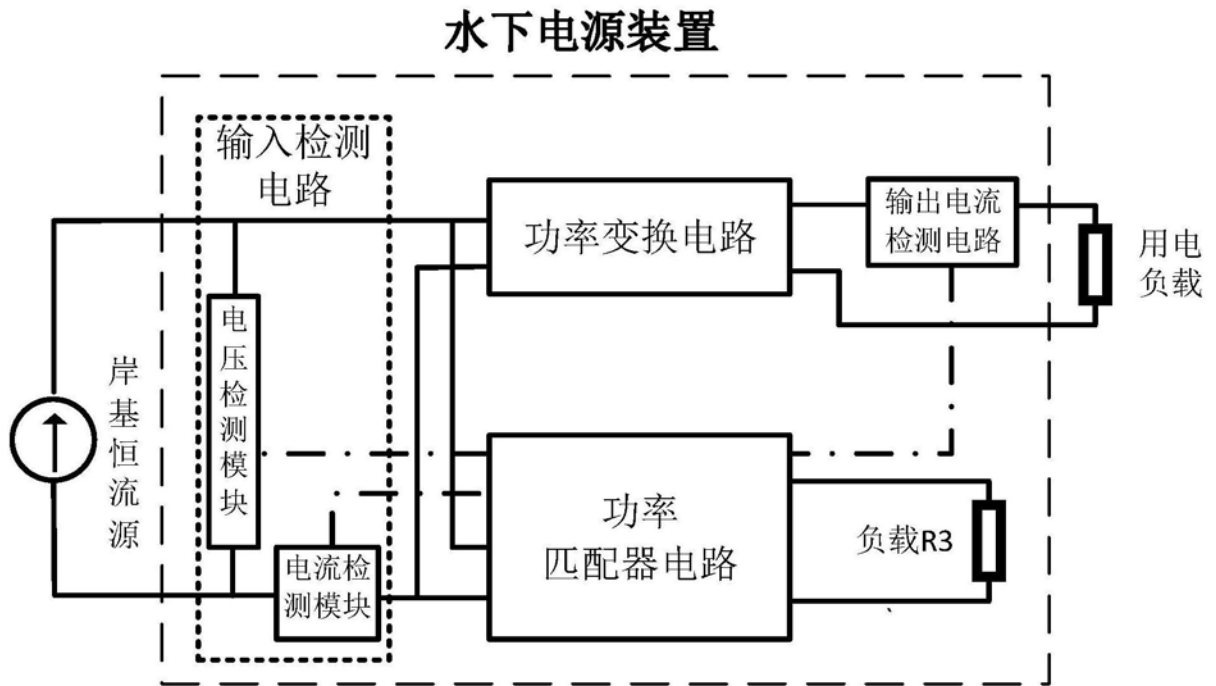 水下电源装置
输入检测
电路
功率变换电路
输出电流
检测电路
用电
负载
岸基恒流源
电压检测模块
电流检
测模块
功率
匹配器电路
负载R3